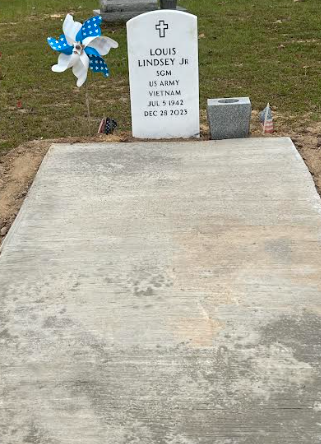 LOUIS
LINDSEY JR
SGM
US ARMY
VIETNAM
JUL 5 1942
DEC 28 2023